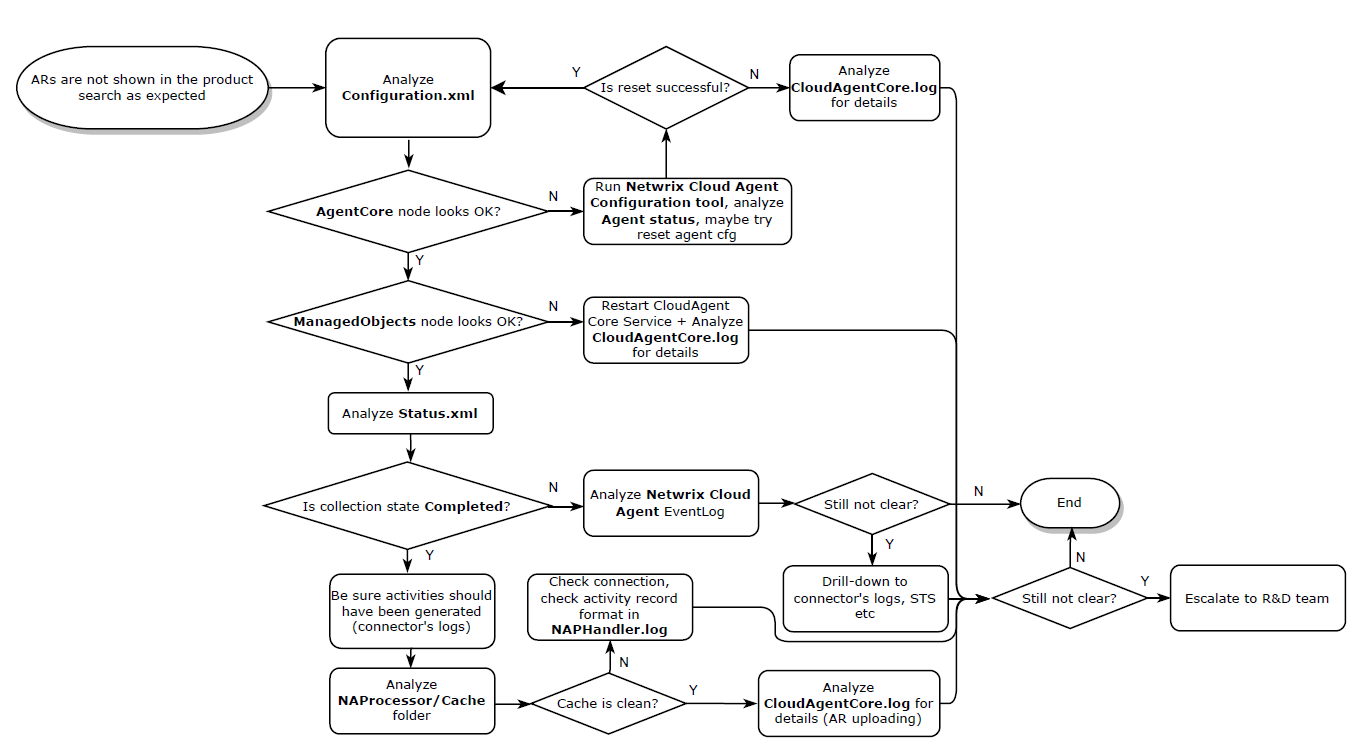 ARs are not shown in the product
search as expected
Analyze
Configuration.xml
Y
Is reset successful?
N
Analyze
CloudAgentCore.log
for details
AgentCore node looks OK?
N
Run Netwrix Cloud Agent
Configuration tool, analyze
Agent status, maybe try
reset agent cfg
Y
ManagedObjects node looks OK?
N
Restart CloudAgent
Core Service + Analyze
CloudAgentCore.log
for details
Y
Analyze Status.xml
Is collection state Completed?
N
Analyze Netwrix Cloud
Agent EventLog
Still not clear?
N
End
Y
Y
Be sure activities should
have been generated
(connector's logs)
Check connection,
check activity record
format in
NAPHandler.log
Drill-down to
connector's logs, STS
etc
Still not clear?
N
Y
Escalate to R&D team
Analyze
NAProcessor/Cache
folder
N
Cache is clean?
Y
Analyze
CloudAgentCore.log for
details (AR uploading)